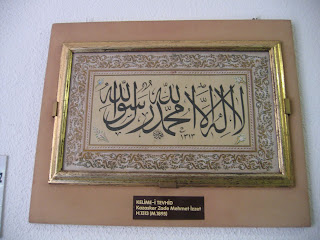 لا اله الا الله محمد رسول الله
١٣١٣
KELİME-İ TEVHİD
Kazasker Zade Mehmet İzzet
H:1313 (M.1895)